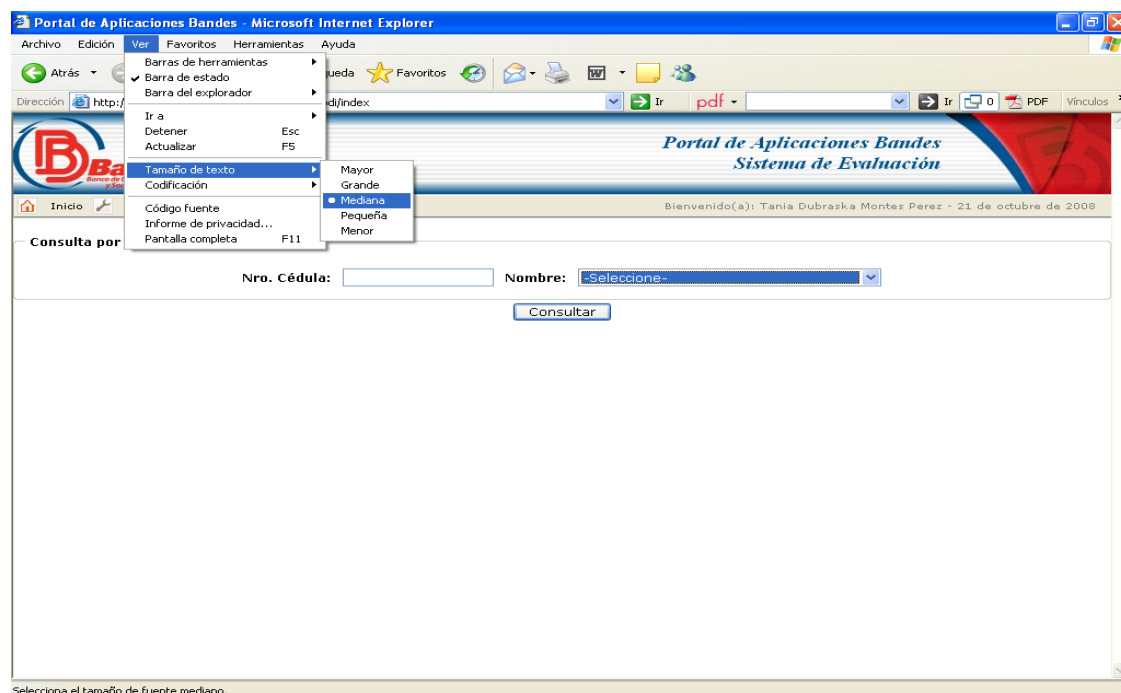 Portal de Aplicaciones Bandes - Microsoft Internet Explorer
Archivo Edición Ver Favoritos Herramientas Ayuda
Atrás Favoritos
Barras de herramientas
Barra de estado
Barra del explorador
Ir a
Detener Esc
Actualizar F5
Tamaño de texto
Codificación
Código fuente
Informe de privacidad...
Pantalla completa F11
Mayor
Grande
Mediana
Pequeña
Menor
Dirección http:/ di/index Ir pdf Ir 0 PDF Vínculos
Portal de Aplicaciones Bandes
Sistema de Evaluación
Inicio Bienvenido(a): Tania Dubraska Montes Perez - 21 de octubre de 2008
Consulta por
Nro. Cédula: Nombre: -Seleccione-
Consultar
Selecciona el tamaño de fuente mediano.